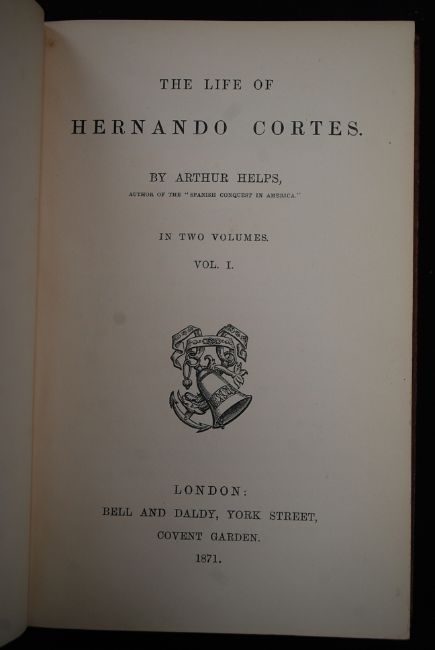 THE LIFE OF
HERNANDO CORTES.
BY ARTHUR HELPS,
AUTHOR OF THE "SPANISH CONQUEST IN AMERICA."
IN TWO VOLUMES.
VOL. I.
LONDON:
BELL AND DALDY, YORK STREET,
COVENT GARDEN.
1871.